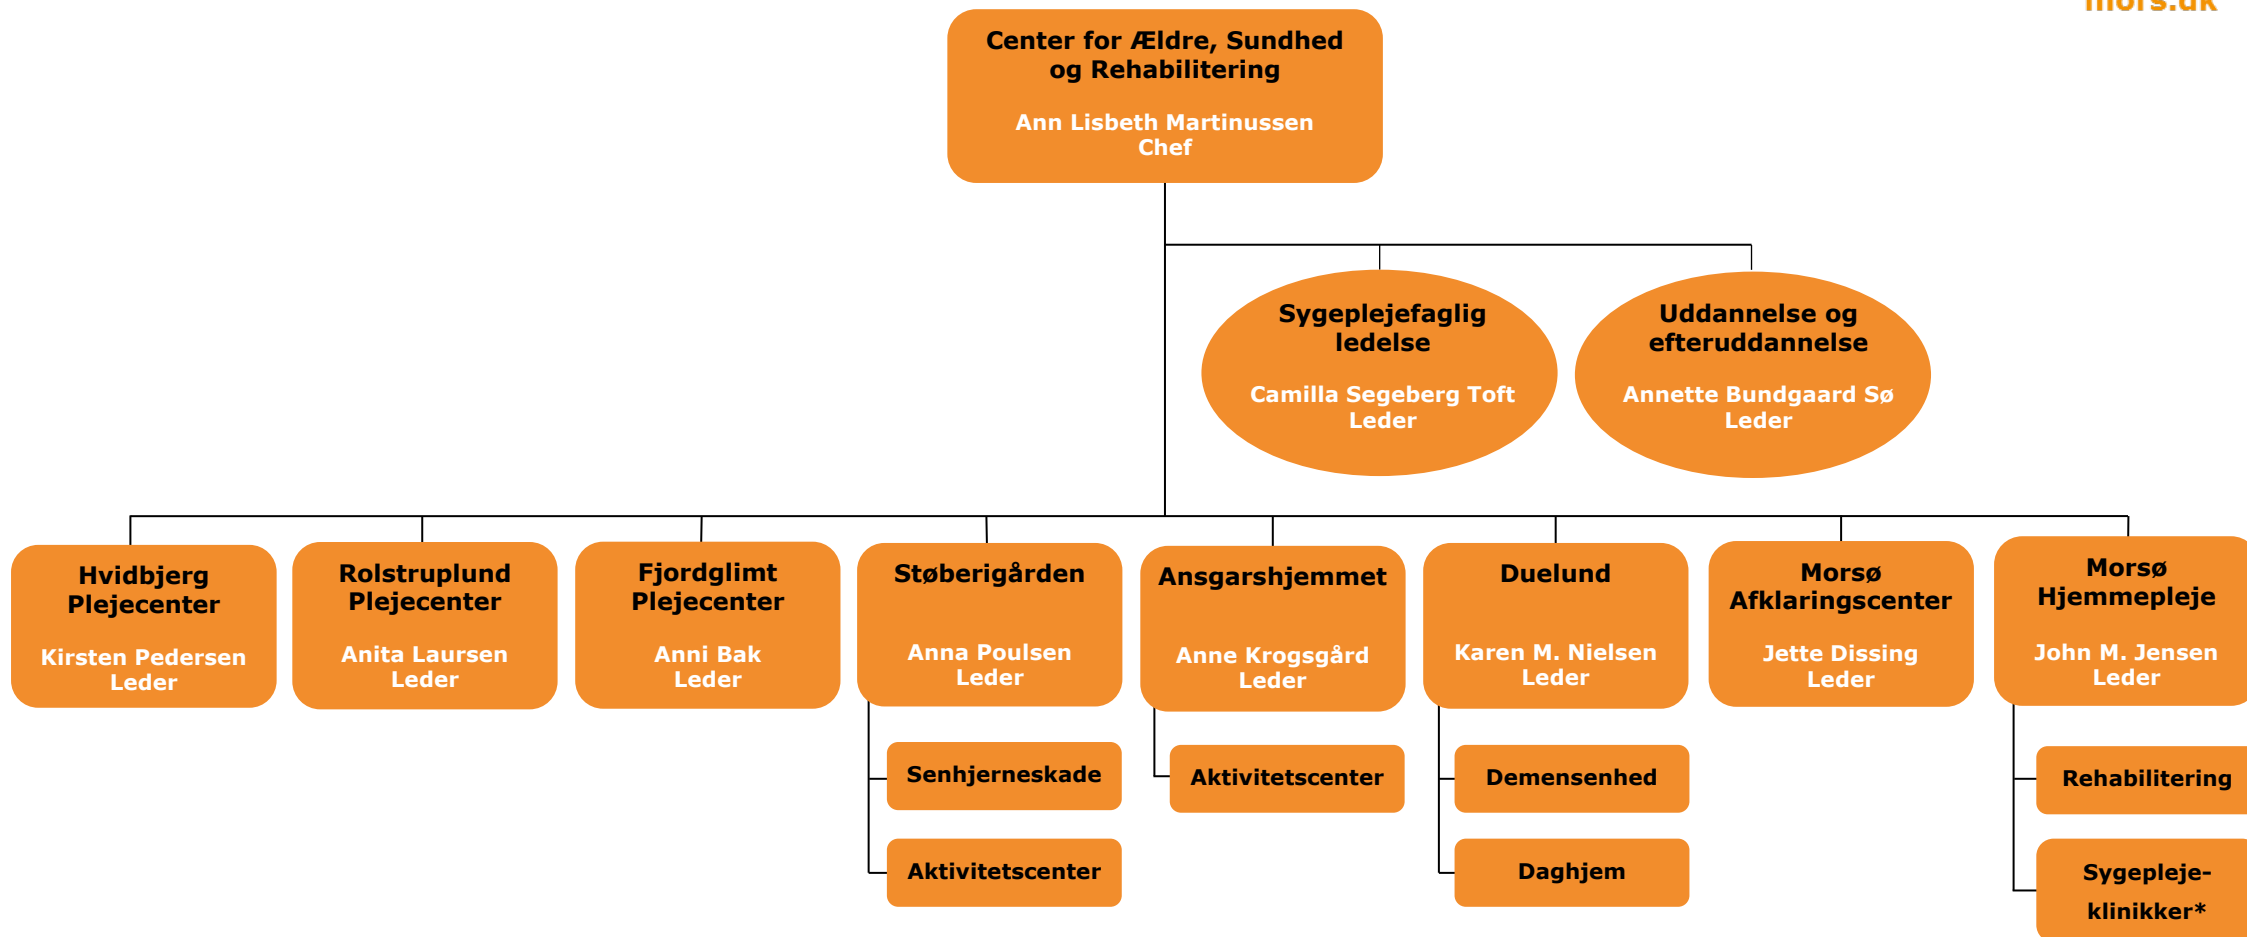 mors.dk
Center for Ældre, Sundhed
og Rehabilitering
Ann Lisbeth Martinussen
Chef
Sygeplejefaglig
ledelse
Camilla Segeberg Toft
Leder
Uddannelse og
efteruddannelse
Annette Bundgaard Sø
Leder
Hvidbjerg
Plejecenter
Kirsten Pedersen
Leder
Rolstruplund
Plejecenter
Anita Laursen
Leder
Fjordglimt
Plejecenter
Anni Bak
Leder
Støberigården
Anna Poulsen
Leder
Senhjerneskade
Aktivitetscenter
Ansgarshjemmet
Anne Krogsgård
Leder
Aktivitetscenter
Duelund
Karen M. Nielsen
Leder
Demensenhed
Daghjem
Morsø
Afklaringscenter
Jette Dissing
Leder
Morsø
Hjemmepleje
John M. Jensen
Leder
Rehabilitering
Sygepleje-
klinikker*